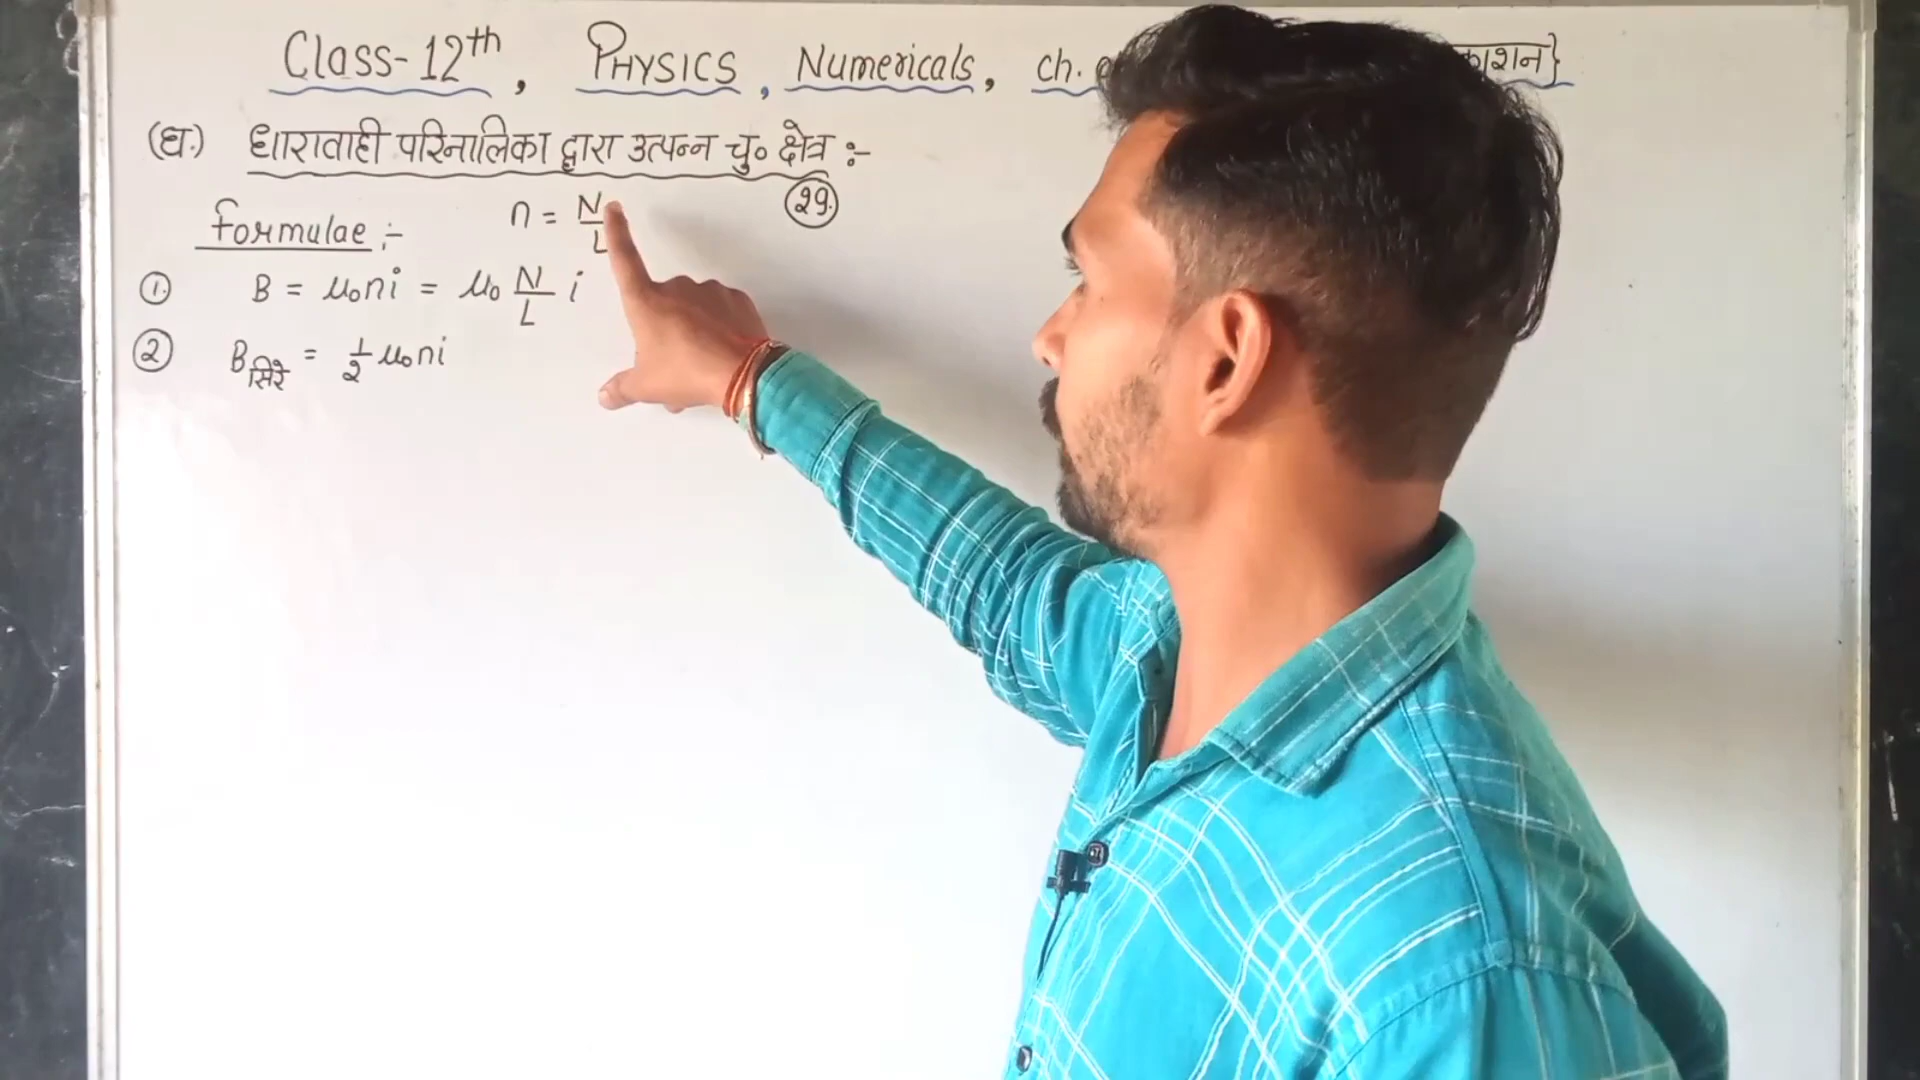 Class-12th, PHYSICS, Numericals, ch.
(घ.) धारावाही परिनालिका द्वारा उत्पन्न चु० क्षेत्र :-
29.
Formulae :- n = N/L
①. B = μ₀ni = μ₀ N/L i
② Bसिरे = 1/2 μ₀ni